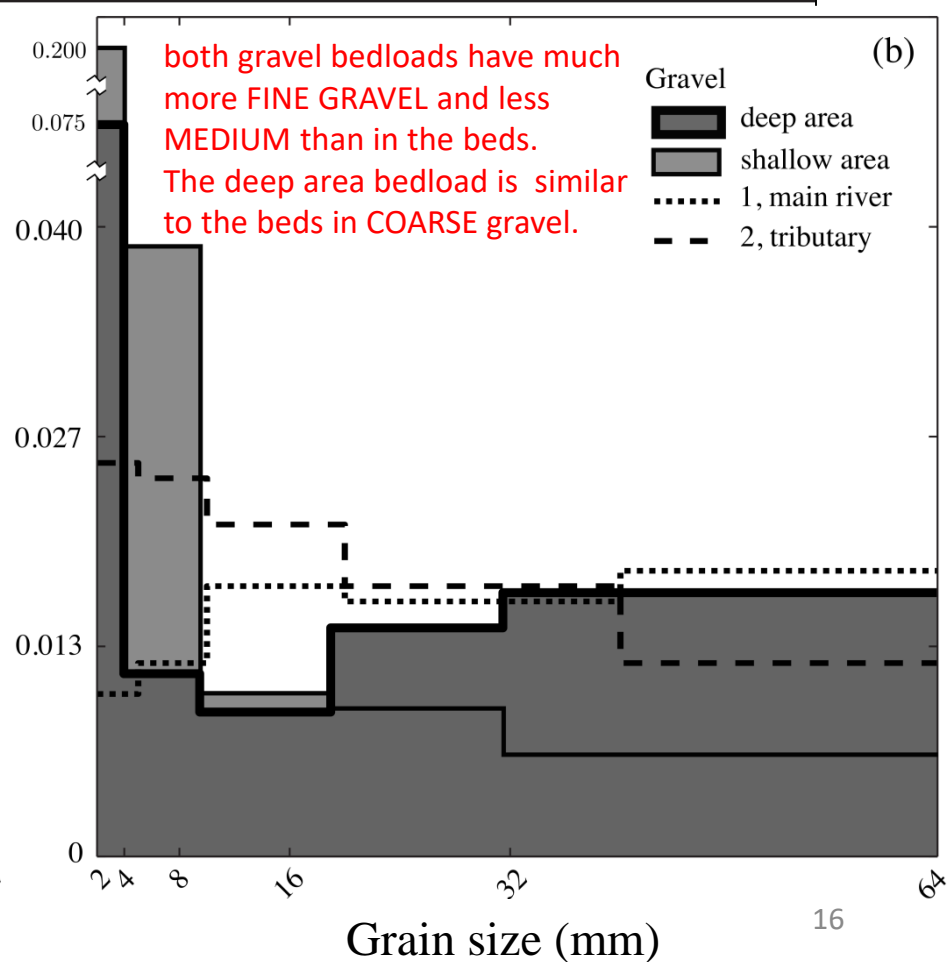 (b)
both gravel bedloads have much
more FINE GRAVEL and less
MEDIUM than in the beds.
The deep area bedload is similar
to the beds in COARSE gravel.
Gravel
deep area
shallow area
1, main river
2, tributary
0.200
0.075
0.040
0.027
0.013
0
2 4 8 16 32 64
Grain size (mm)
16